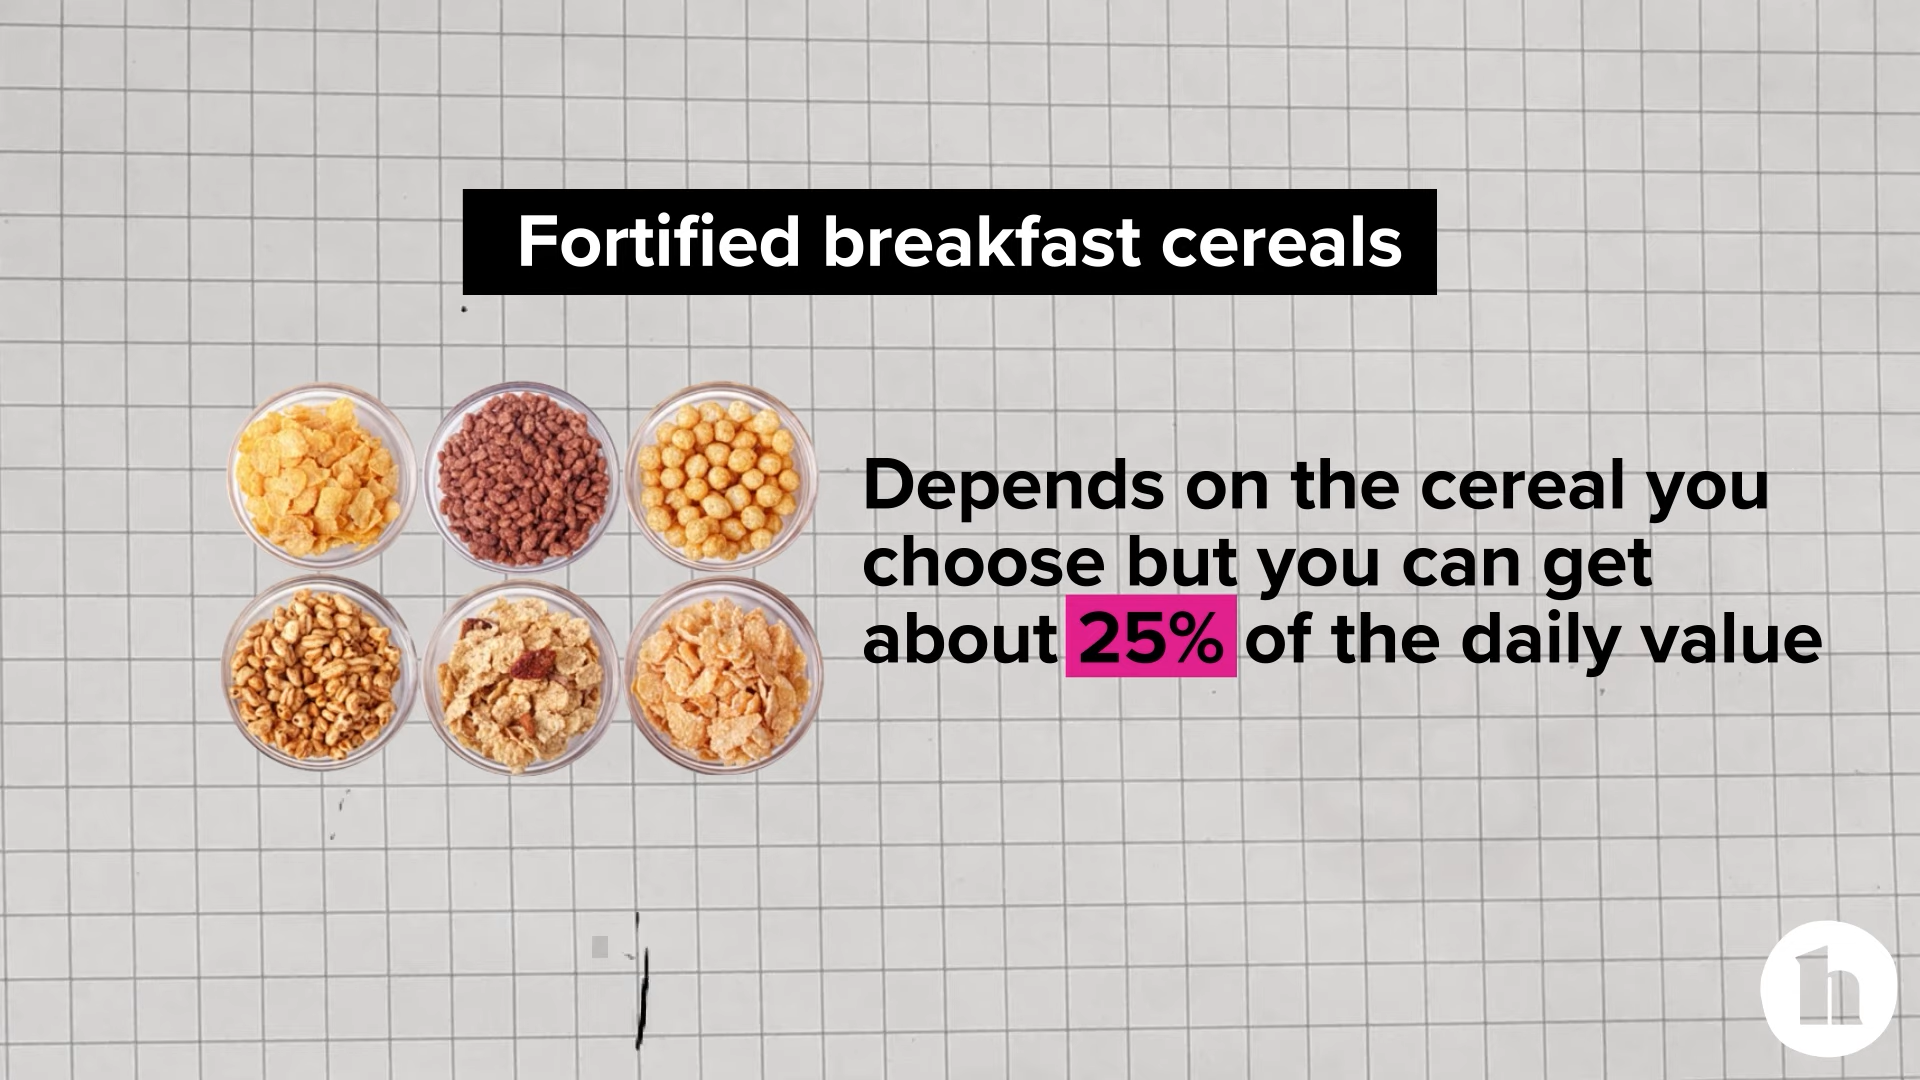 Fortified breakfast cereals
Depends on the cereal you
choose but you can get
about 25% of the daily value
h